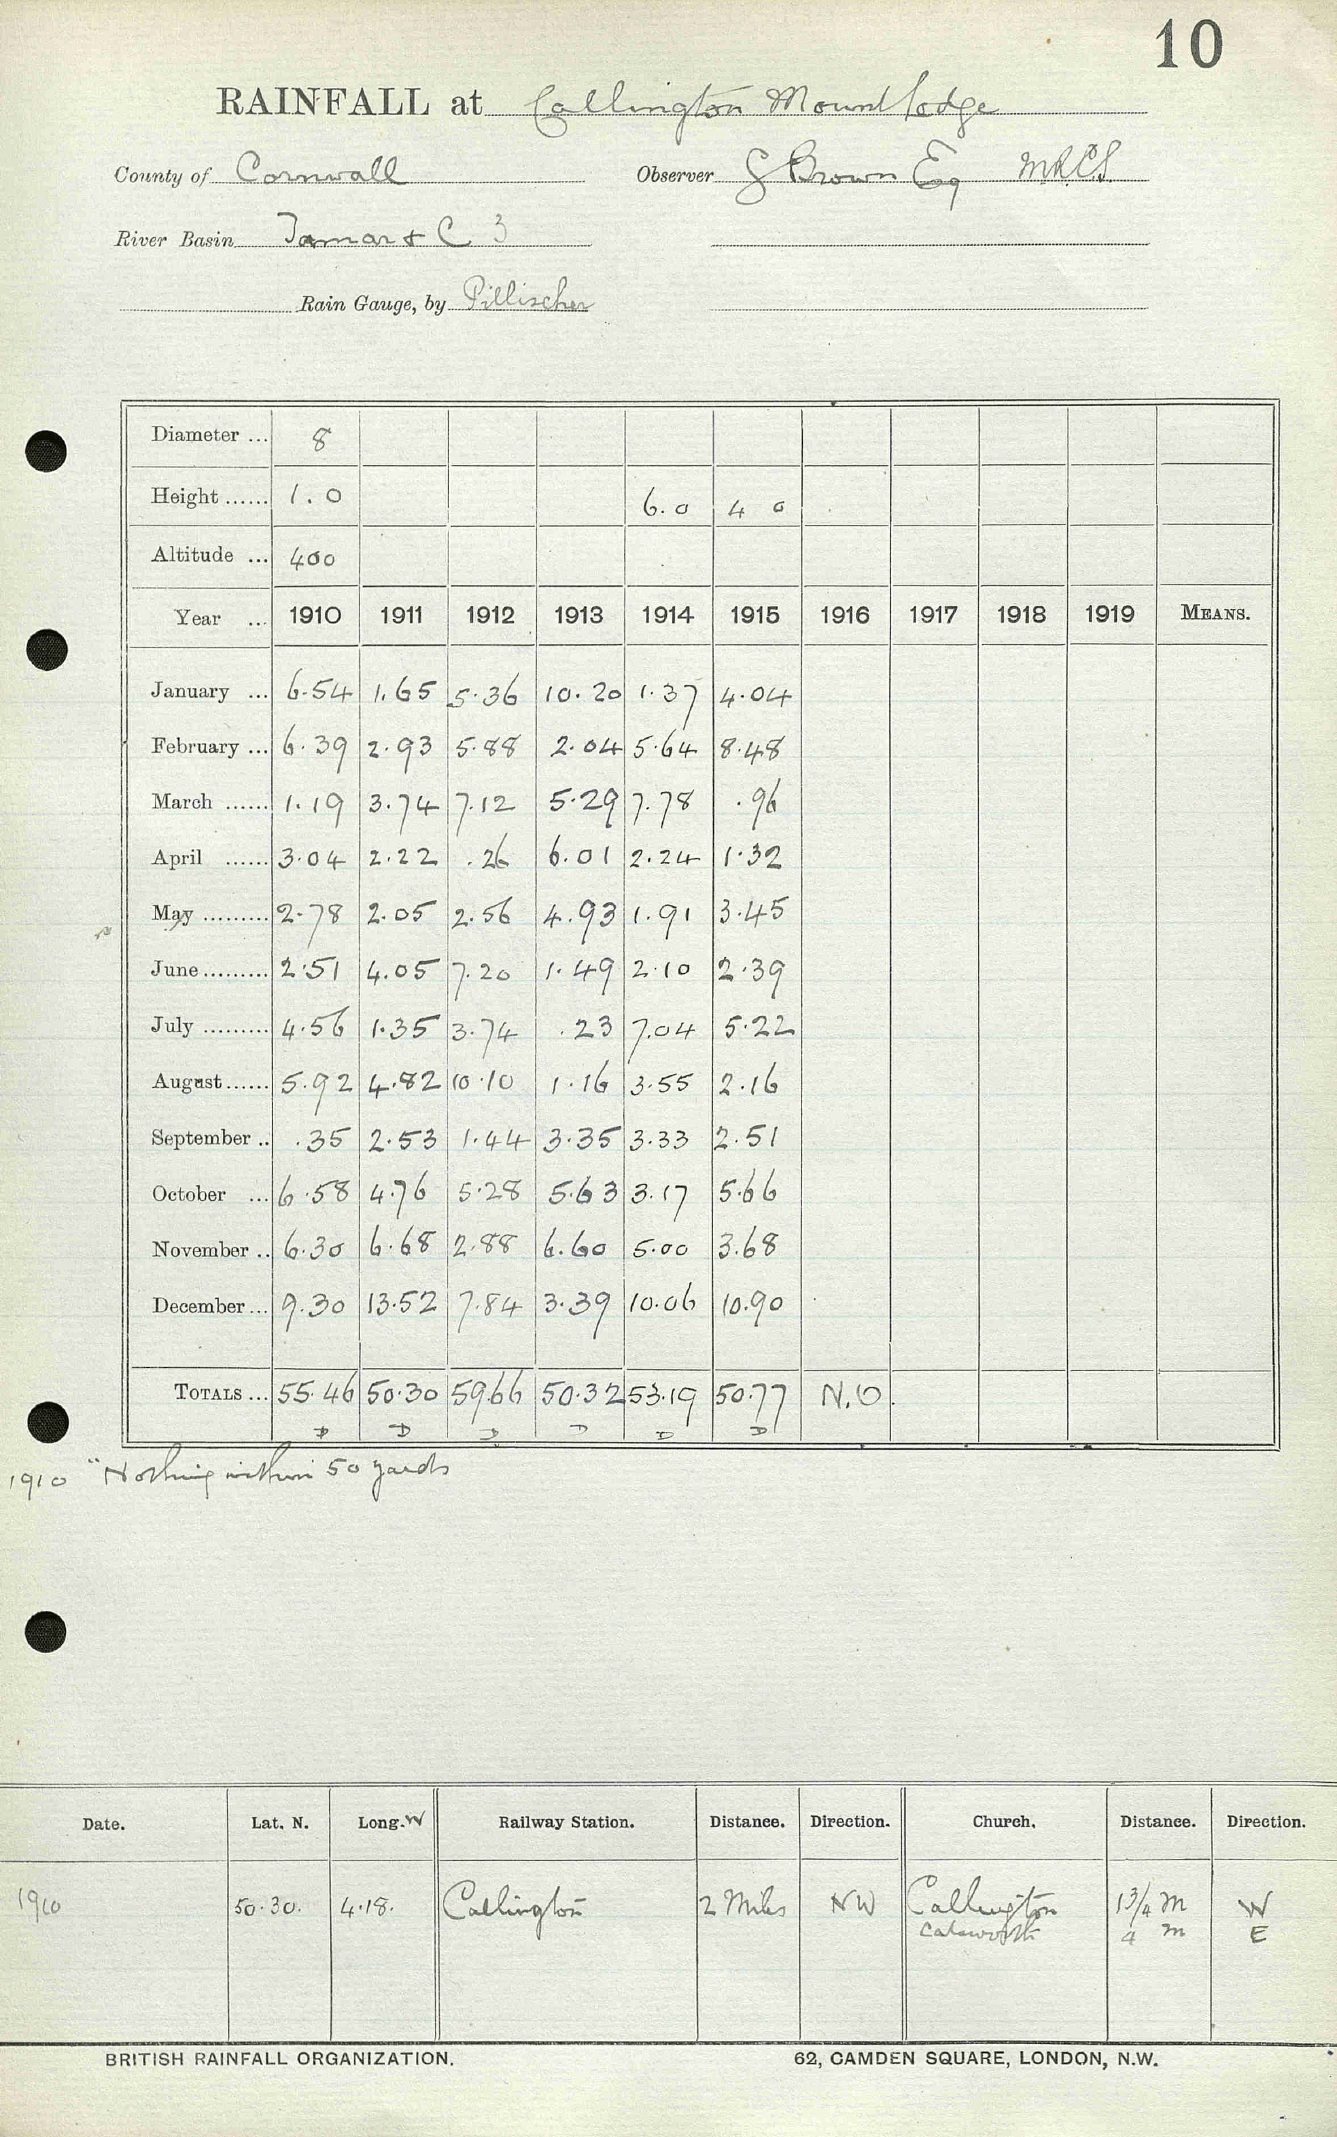 10
RAINFALL at Callington Mount Lodge
County of Cornwall Observer G Brown Esq MRCS
River Basin Tamar & C 3
Rain Gauge, by Pillischer
Diameter ... 8
Height ...... 1.0 6.0 4 0
Altitude ... 400
Year ... 1910 1911 1912 1913 1914 1915 1916 1917 1918 1919 MEANS.
January ... 6.54 1.65 5.36 10.20 1.37 4.04
February ... 6.39 2.93 5.88 2.04 5.64 8.48
March ...... 1.19 3.74 7.12 5.29 7.78 .96
April ...... 3.04 2.22 .26 6.01 2.24 1.32
May ......... 2.78 2.05 2.56 4.93 1.91 3.45
June ......... 2.51 4.05 7.20 1.49 2.10 2.39
July ......... 4.56 1.35 3.74 .23 7.04 5.22
August ...... 5.92 4.82 10.10 1.16 3.55 2.16
September .. .35 2.53 1.44 3.35 3.33 2.51
October ... 6.58 4.76 5.28 5.63 3.17 5.66
November .. 6.30 6.68 2.88 6.60 5.00 3.68
December ... 9.30 13.52 7.84 3.39 10.06 10.90
TOTALS ... 55.46 50.30 59.66 50.32 53.19 50.77 N.O.
D D D D D D
1910 "Nothing within 50 yards
Date. Lat. N. Long. W Railway Station. Distance. Direction. Church. Distance. Direction.
1910 50.30. 4.18. Callington 2 Miles NW Callington 1 3/4 m W
4 m E
BRITISH RAINFALL ORGANIZATION. 62, CAMDEN SQUARE, LONDON, N.W.